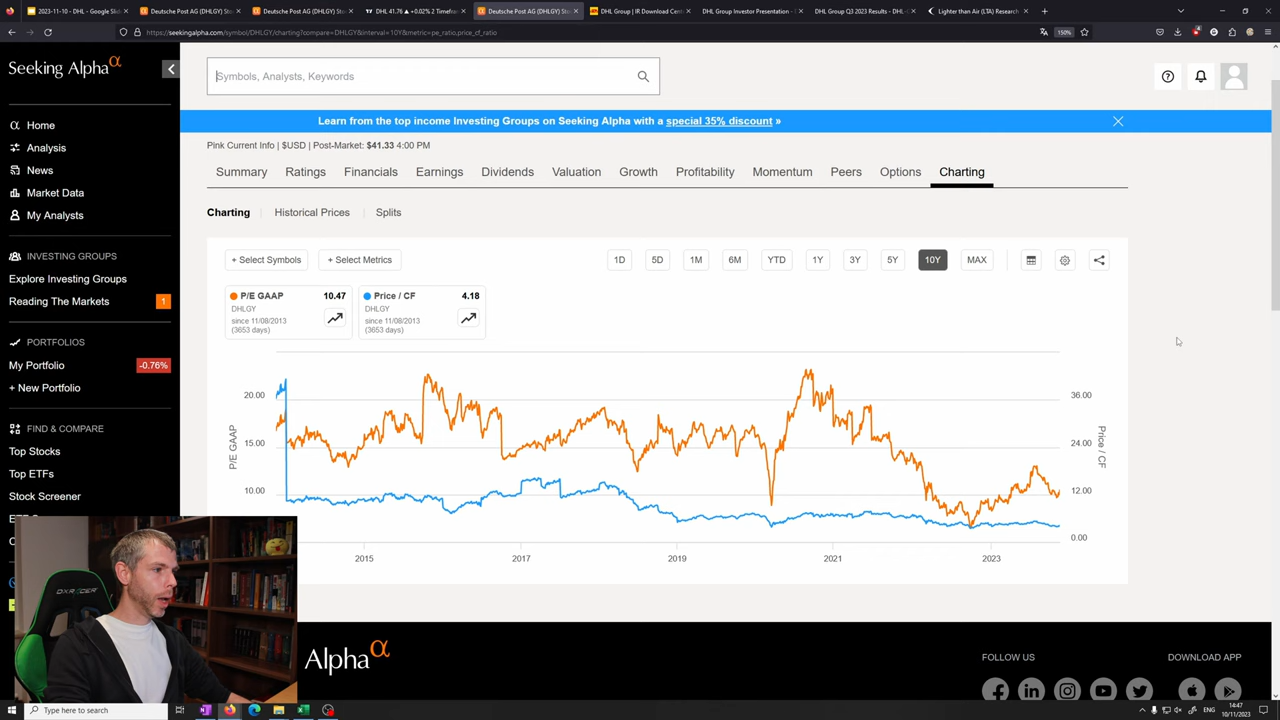 2023-11-10 - DHL - Google Slid
Deutsche Post AG (DHLGY) Sto
Deutsche Post AG (DHLGY) Sto
DHL 41.76 ▲ +0.02% 2 Timefram
Deutsche Post AG (DHLGY) Sto
DHL Group | IR Download Cent
DHL Group Investor Presentation -
DHL Group Q3 2023 Results - DHL-
Lighter than Air (LTA) Research
https://seekingalpha.com/symbol/DHLGY/charting?compare=DHLGY&interval=10Y&metric=pe_ratio,price_cf_ratio
150%
Seeking Alpha α
Symbols, Analysts, Keywords
Learn from the top income Investing Groups on Seeking Alpha with a special 35% discount »
Pink Current Info | $USD | Post-Market: $41.33 4:00 PM
Summary
Ratings
Financials
Earnings
Dividends
Valuation
Growth
Profitability
Momentum
Peers
Options
Charting
Charting
Historical Prices
Splits
Home
Analysis
News
Market Data
My Analysts
INVESTING GROUPS
Explore Investing Groups
Reading The Markets
1
PORTFOLIOS
My Portfolio
-0.76%
+ New Portfolio
FIND & COMPARE
Top Stocks
Top ETFs
Stock Screener
+ Select Symbols
+ Select Metrics
1D
5D
1M
6M
YTD
1Y
3Y
5Y
10Y
MAX
P/E GAAP 10.47
DHLGY
since 11/08/2013
(3653 days)
Price / CF 4.18
DHLGY
since 11/08/2013
(3653 days)
20.00
15.00
10.00
P/E GAAP
36.00
24.00
12.00
0.00
Price / CF
2015
2017
2019
2021
2023
DXRACER
Alpha α
FOLLOW US
DOWNLOAD APP
Type here to search
ENG
14:47
10/11/2023